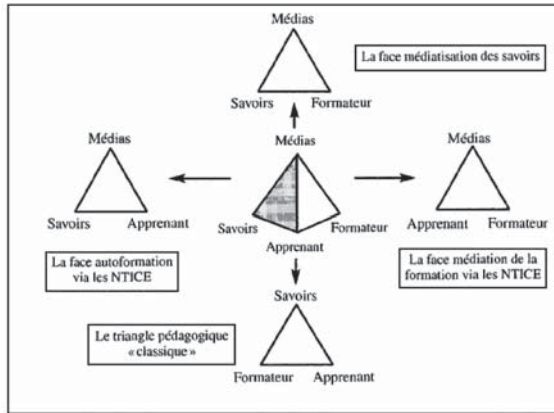 Médias
La face médiatisation des savoirs
Savoirs Formateur
Médias
Médias
Médias
Savoirs Apprenant
Savoirs
Formateur
Apprenant
Apprenant Formateur
La face autoformation
via les NTICE
La face médiation de la
formation via les NTICE
Savoirs
Le triangle pédagogique
« classique »
Formateur Apprenant